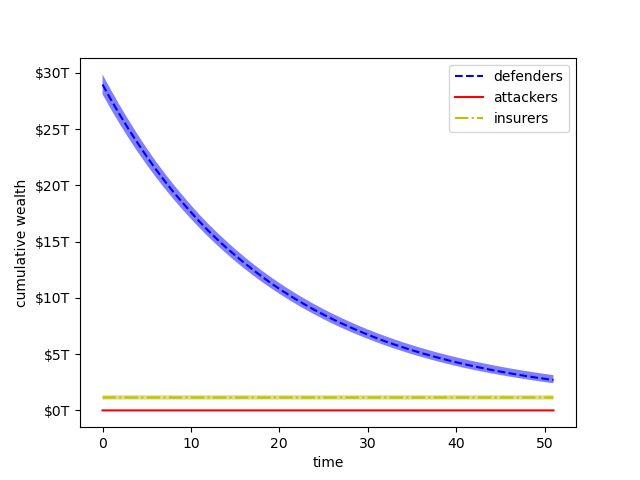 $30T
$25T
$20T
$15T
$10T
$5T
$0T
cumulative wealth
defenders
attackers
insurers
0 10 20 30 40 50
time